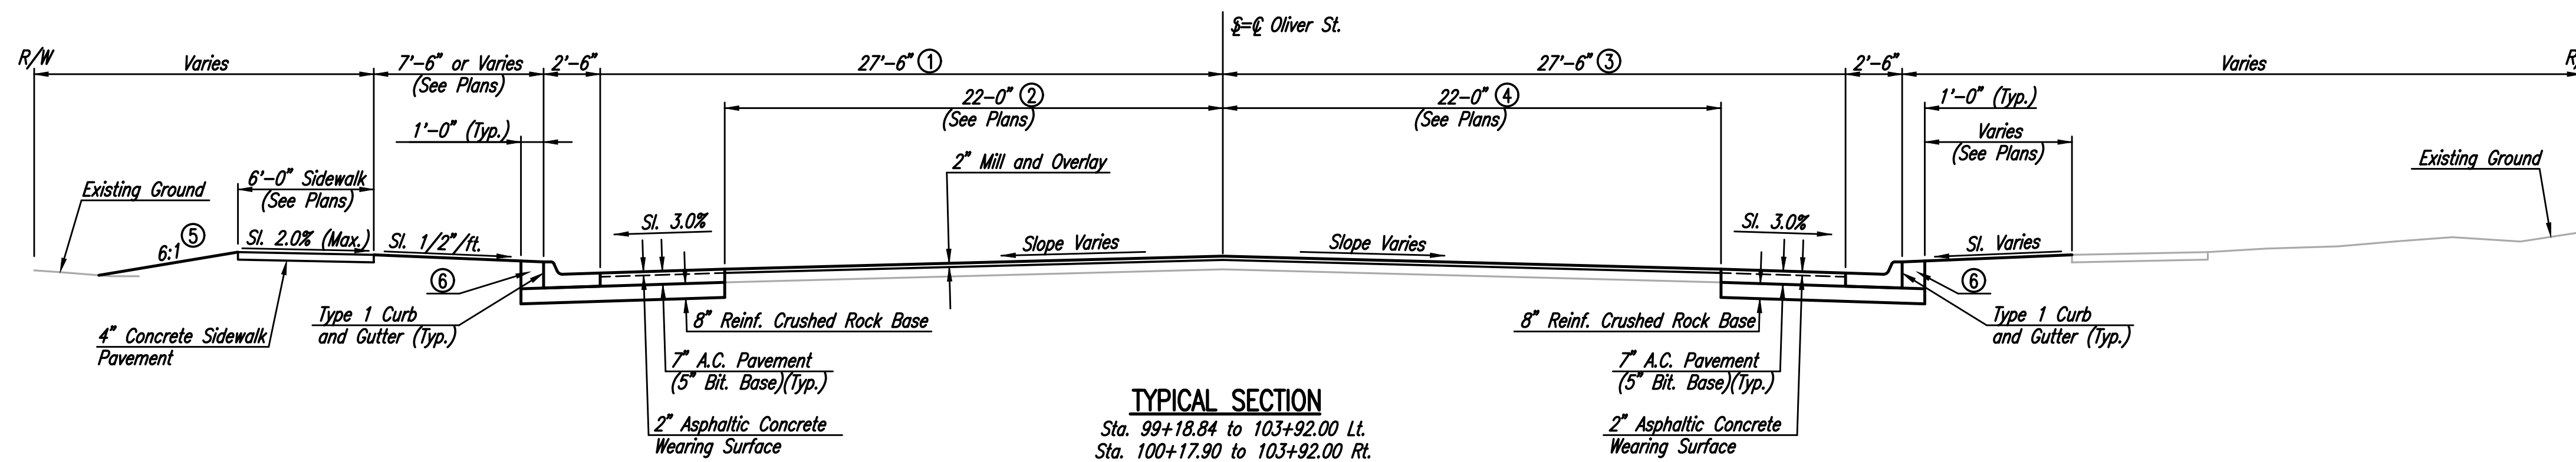 S=℄ Oliver St.
R/W
Varies
7'-6" or Varies
(See Plans)
2'-6"
27'-6" ①
27'-6" ③
2'-6"
Varies
22-0" ②
(See Plans)
22-0" ④
(See Plans)
1'-0" (Typ.)
1'-0" (Typ.)
Varies
(See Plans)
2" Mill and Overlay
Existing Ground
6'-0" Sidewalk
(See Plans)
Existing Ground
6:1 ⑤
Sl. 2.0% (Max.)
Sl. 1/2"/ft.
Sl. 3.0%
Slope Varies
Slope Varies
Sl. 3.0%
Sl. Varies
⑥
⑥
4" Concrete Sidewalk
Pavement
Type 1 Curb
and Gutter (Typ.)
8" Reinf. Crushed Rock Base
7" A.C. Pavement
(5" Bit. Base)(Typ.)
2" Asphaltic Concrete
Wearing Surface
8" Reinf. Crushed Rock Base
7" A.C. Pavement
(5" Bit. Base)(Typ.)
2" Asphaltic Concrete
Wearing Surface
Type 1 Curb
and Gutter (Typ.)
TYPICAL SECTION
Sta. 99+18.84 to 103+92.00 Lt.
Sta. 100+17.90 to 103+92.00 Rt.